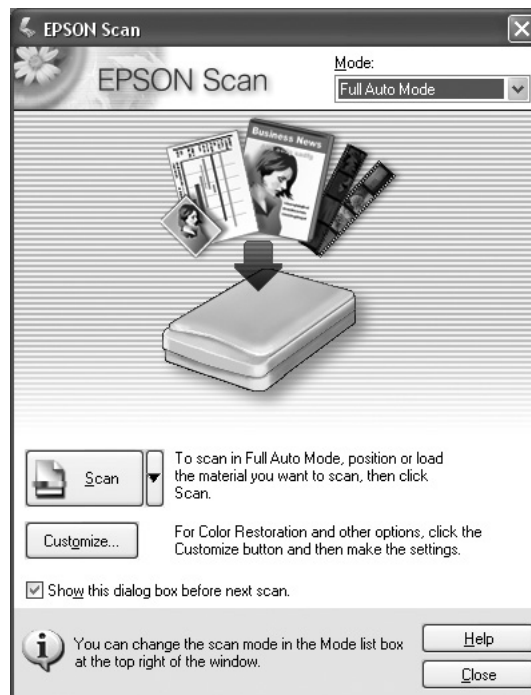 EPSON Scan
EPSON Scan
Mode:
Full Auto Mode
Business News
Scan
To scan in Full Auto Mode, position or load
the material you want to scan, then click
Scan.
Customize...
For Color Restoration and other options, click the
Customize button and then make the settings.
Show this dialog box before next scan.
You can change the scan mode in the Mode list box
at the top right of the window.
Help
Close